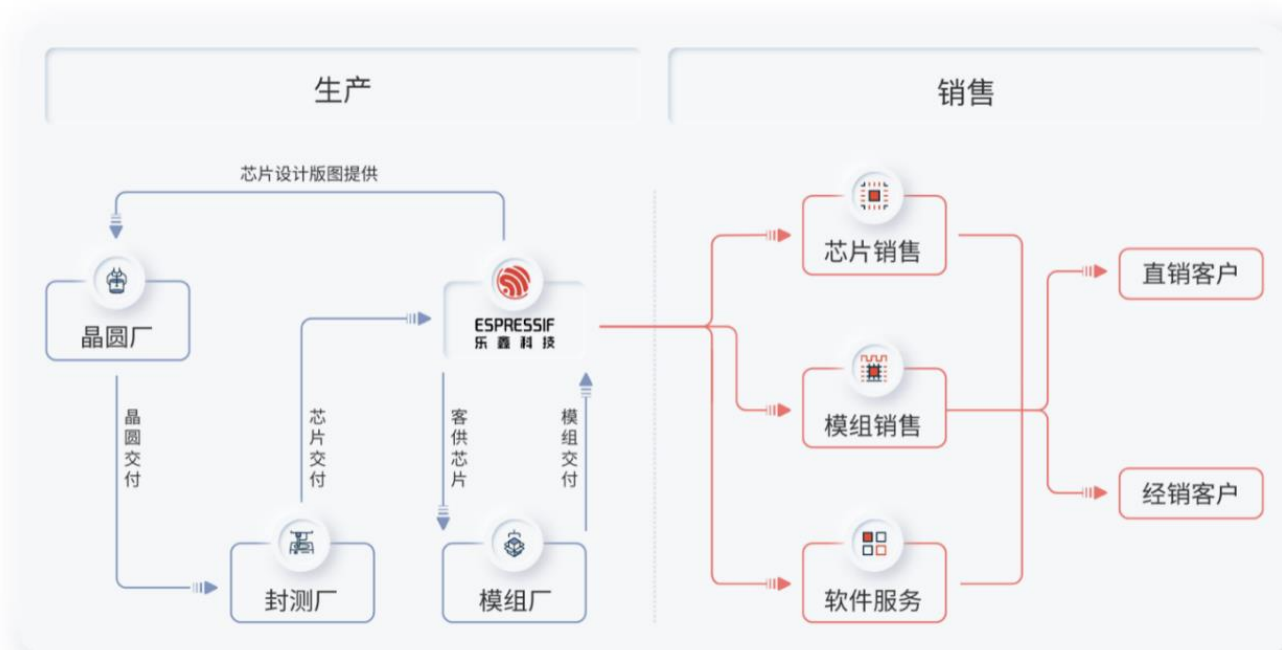 生产
销售
芯片设计版图提供
晶圆厂
ESPRESSIF
乐鑫科技
晶圆交付
芯片交付
客供芯片
模组交付
封测厂
模组厂
芯片销售
模组销售
软件服务
直销客户
经销客户